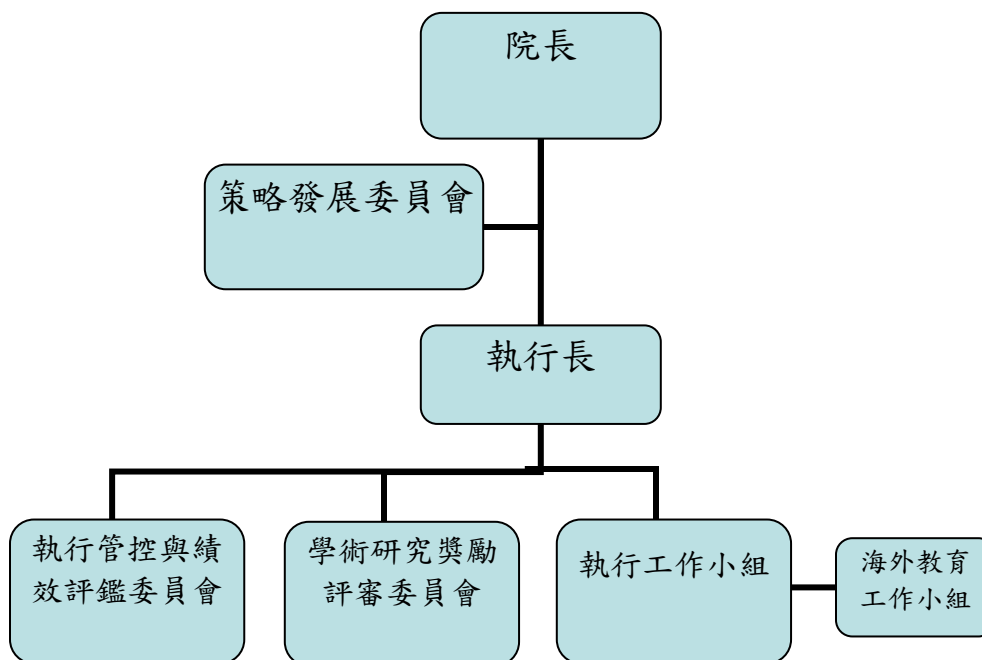 院長
策略發展委員會
執行長
執行管控與績
效評鑑委員會
學術研究獎勵
評審委員會
執行工作小組
海外教育
工作小組